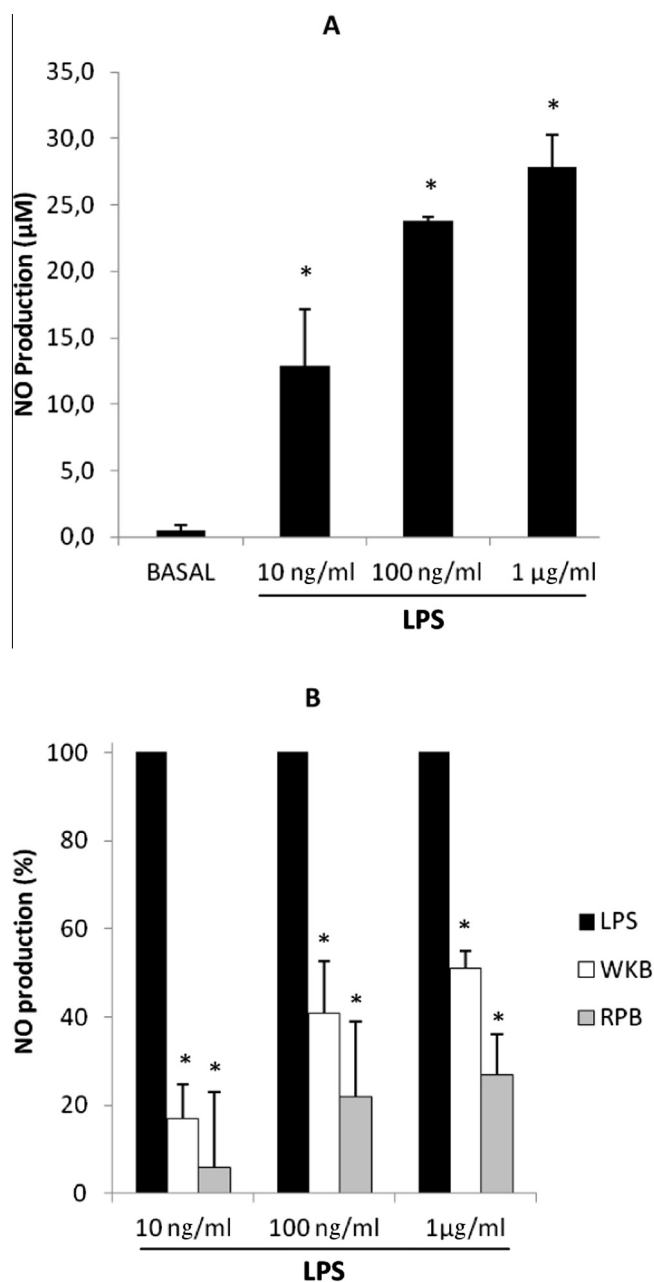 A
NO Production (µM)
35,0
30,0
25,0
20,0
15,0
10,0
5,0
0,0
* * *
BASAL 10 ng/ml 100 ng/ml 1 µg/ml
LPS
B
NO production (%)
100
80
60
40
20
0
* * * * * *
LPS
WKB
RPB
10 ng/ml 100 ng/ml 1µg/ml
LPS